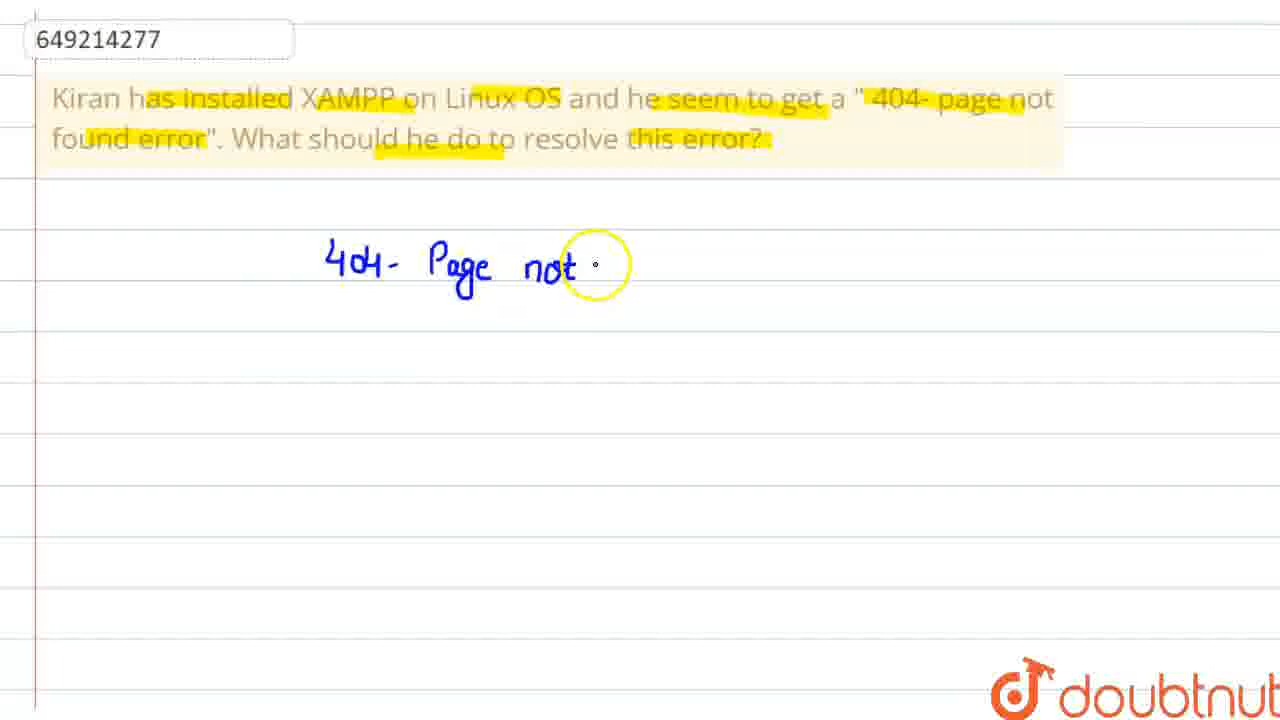 649214277
Kiran has installed XAMPP on Linux OS and he seem to get a " 404- page not
found error". What should he do to resolve this error?
404- Page not
doubtnut